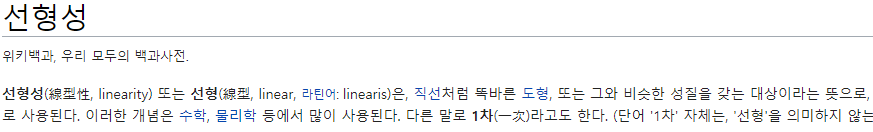 선형성
위키백과, 우리 모두의 백과사전.
선형성(線型性, linearity) 또는 선형(線型, linear, 라틴어: linearis)은, 직선처럼 똑바른 도형, 또는 그와 비슷한 성질을 갖는 대상이라는 뜻으로,
로 사용된다. 이러한 개념은 수학, 물리학 등에서 많이 사용된다. 다른 말로 1차(一次)라고도 한다. (단어 '1차' 자체는, '선형'을 의미하지 않는